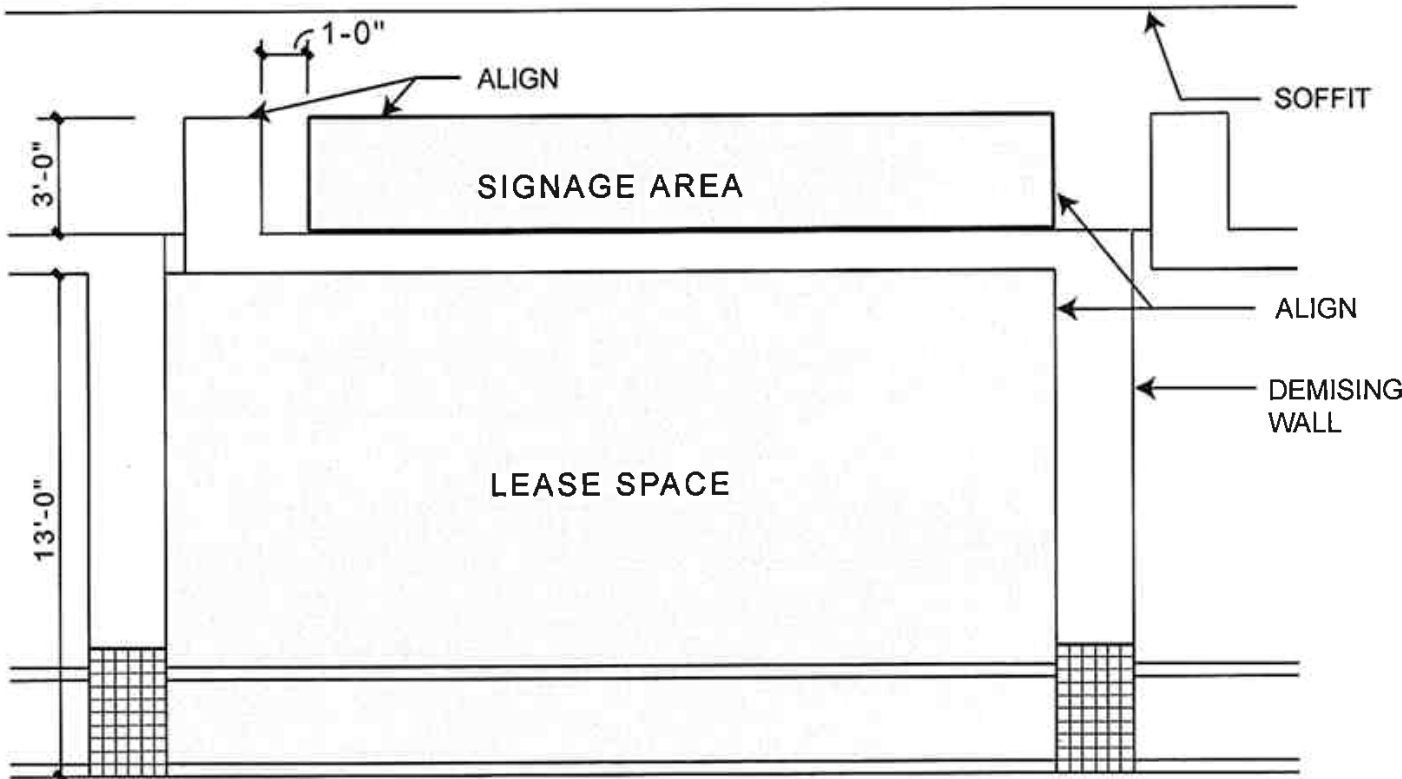 1-0"
ALIGN
SOFFIT
3'-0"
SIGNAGE AREA
ALIGN
DEMISING
WALL
LEASE SPACE
13'-0"